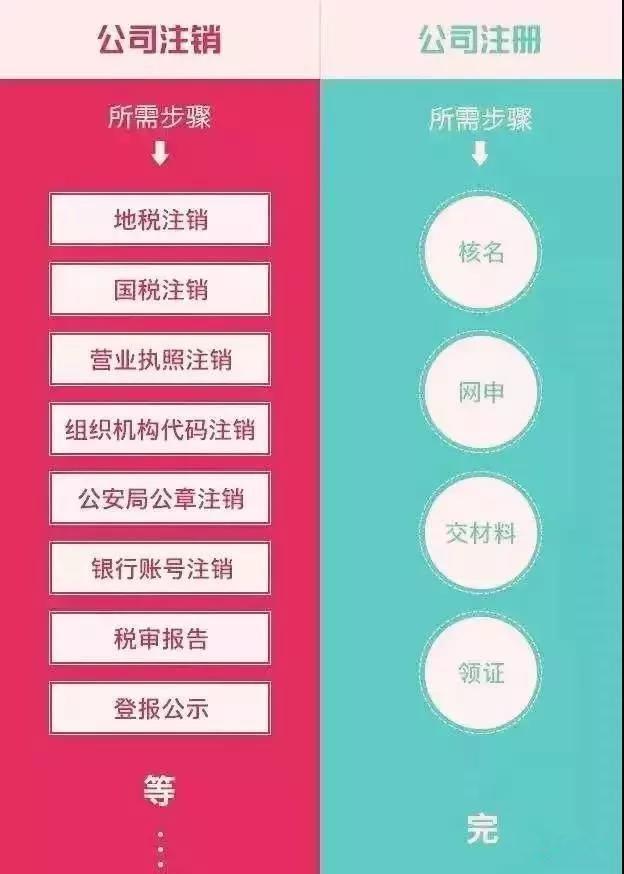 公司注销
所需步骤
地税注销
国税注销
营业执照注销
组织机构代码注销
公安局公章注销
银行账号注销
税审报告
登报公示
等
公司注册
所需步骤
核名
网申
交材料
领证
完